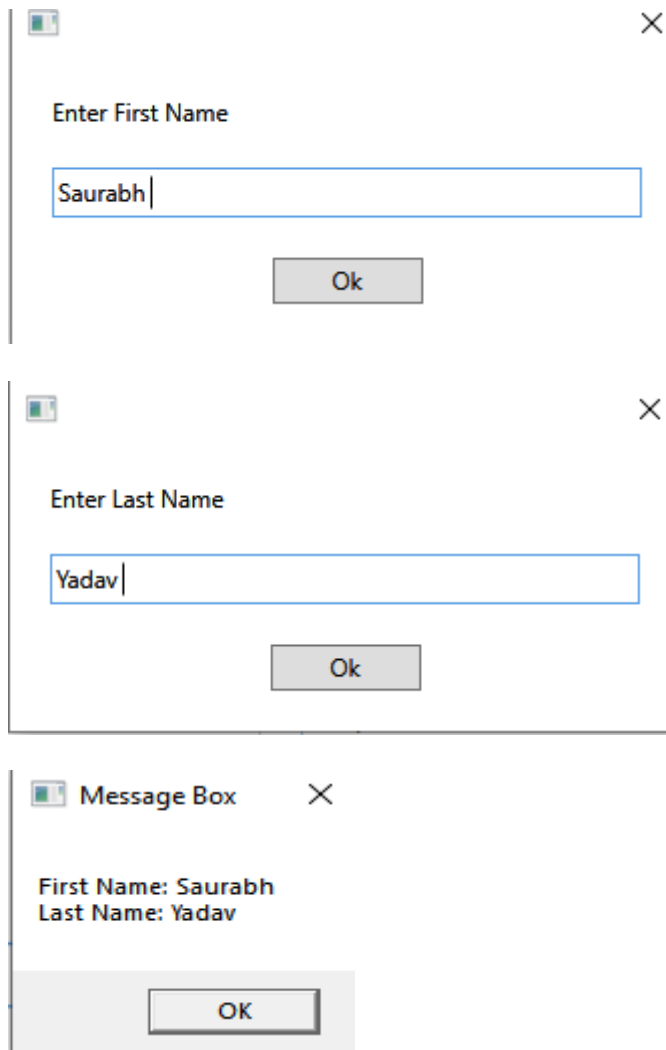 Enter First Name
Saurabh
Ok
Enter Last Name
Yadav
Ok
Message Box
First Name: Saurabh
Last Name: Yadav
OK